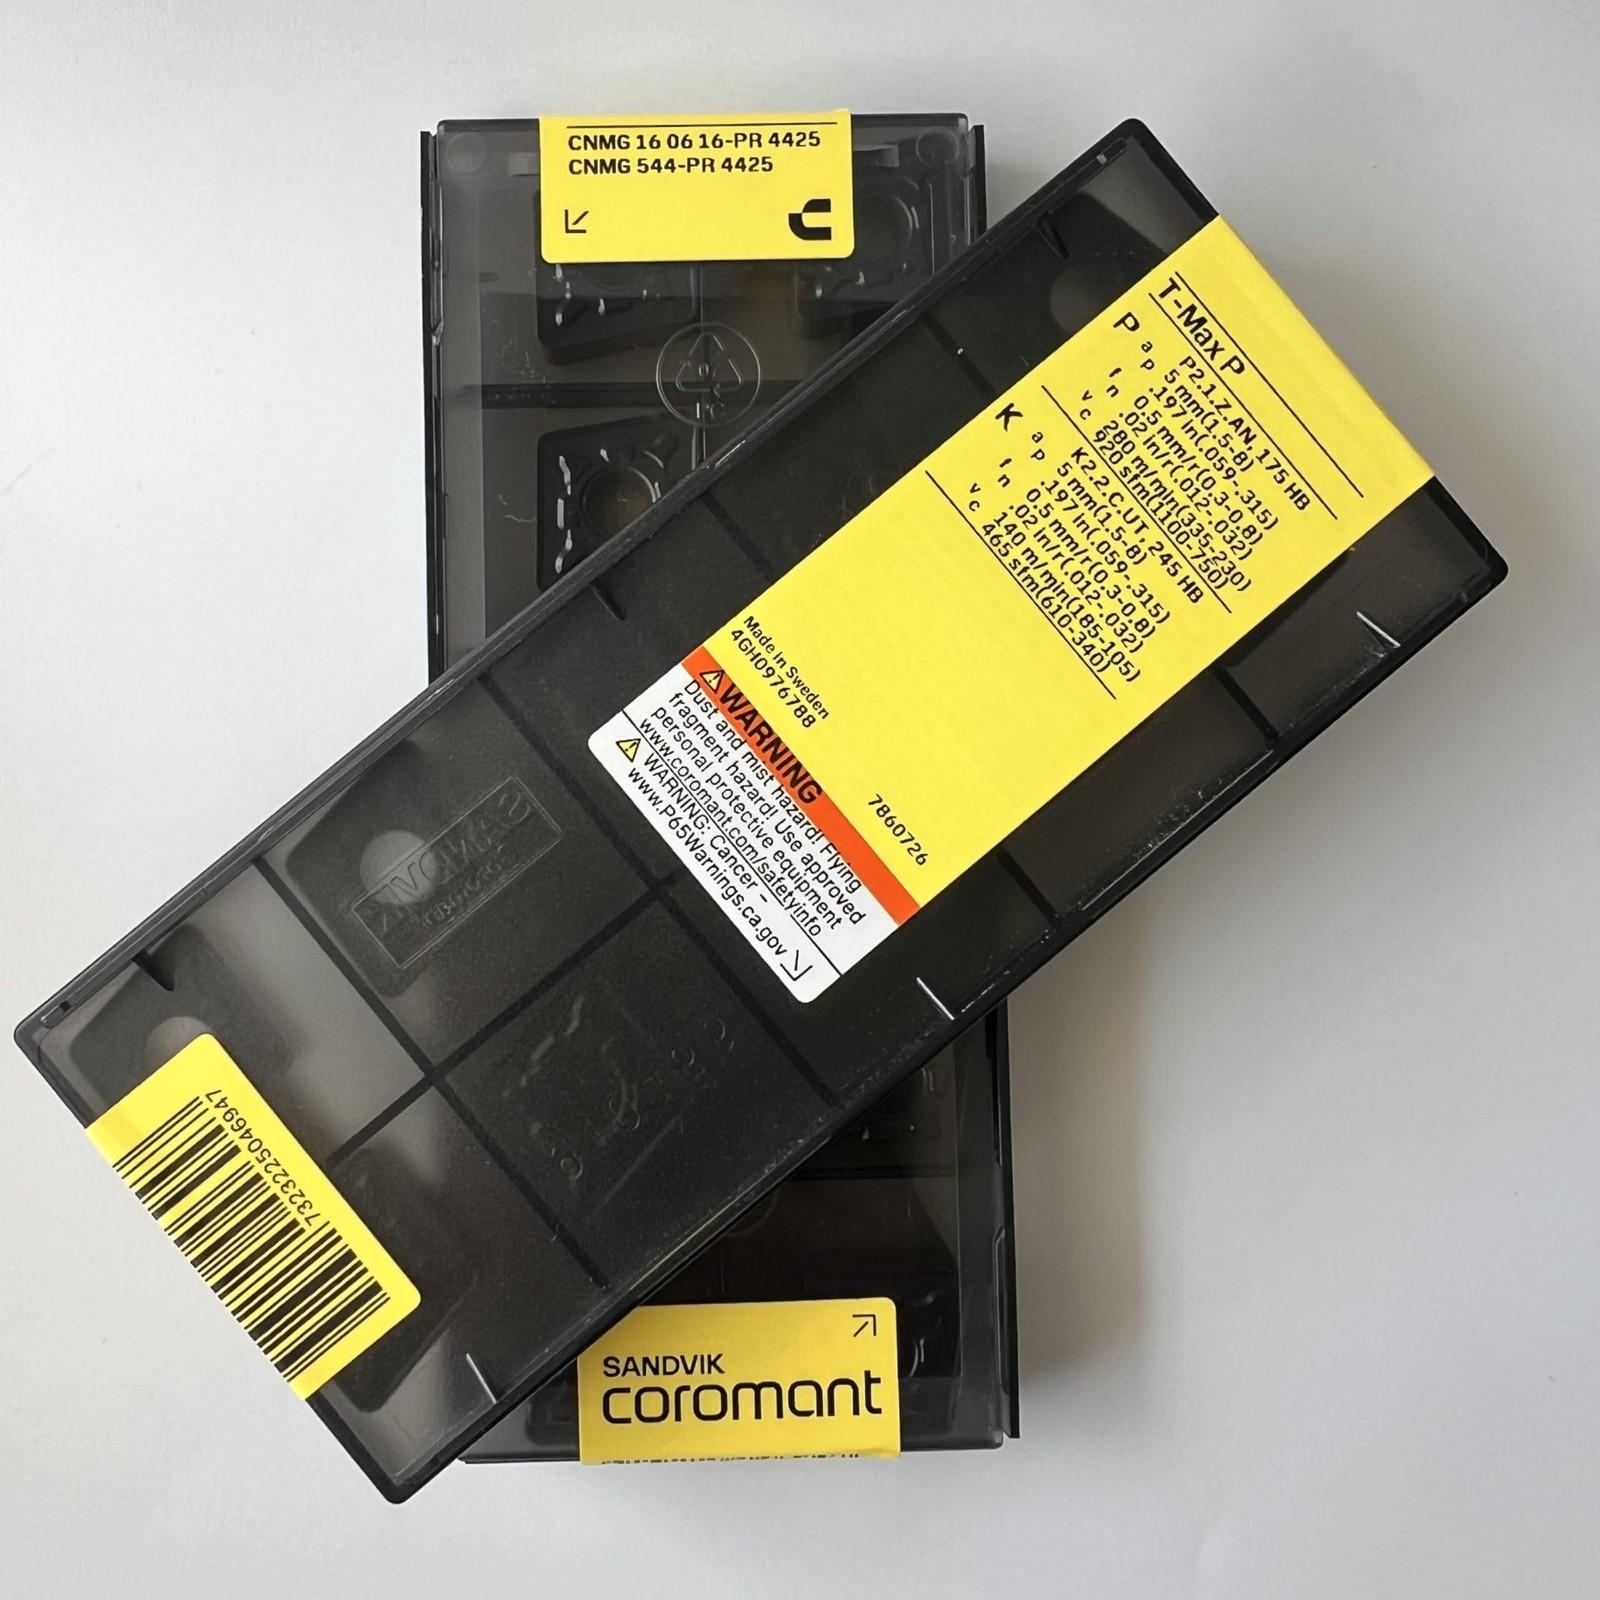 CNMG 16 06 16-PR 4425
CNMG 544-PR 4425
T-Max P
P P2.1.Z.AN, 175 HB
ap 5 mm(1.5-8)
.197 in(.059-.315)
fn 0.5 mm/r(0.3-0.8)
.02 in/r(.012-.032)
vc 280 m/min(335-230)
920 sfm(1100-750)
K K2.2.C.UT, 245 HB
ap 5 mm(1.5-8)
.197 in(.059-.315)
fn 0.5 mm/r(0.3-0.8)
.02 in/r(.012-.032)
vc 140 m/min(185-105)
465 sfm(610-340)
Made in Sweden
4GH0976788
7860726
WARNING
Dust and mist hazard! Flying
fragment hazard! Use approved
personal protective equipment
www.coromant.com/safetyinfo
WARNING: Cancer -
www.P65Warnings.ca.gov
SANDVIK
7323225046947
SANDVIK
coromant